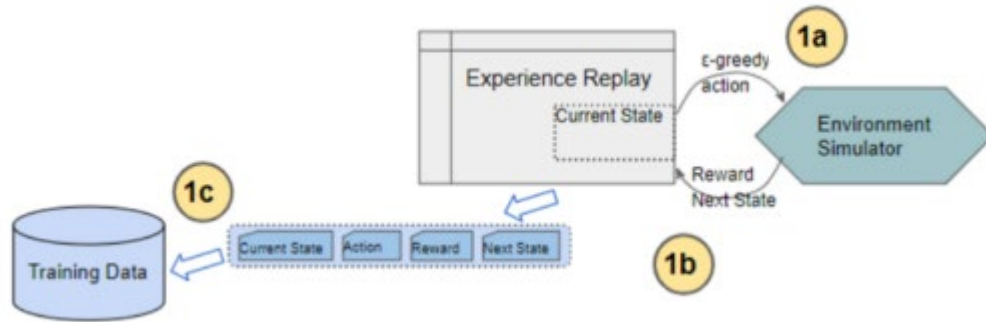 1a
ε-greedy
action
Experience Replay
Current State
Environment
Simulator
Reward
Next State
1b
1c
Current State
Action
Reward
Next State
Training Data